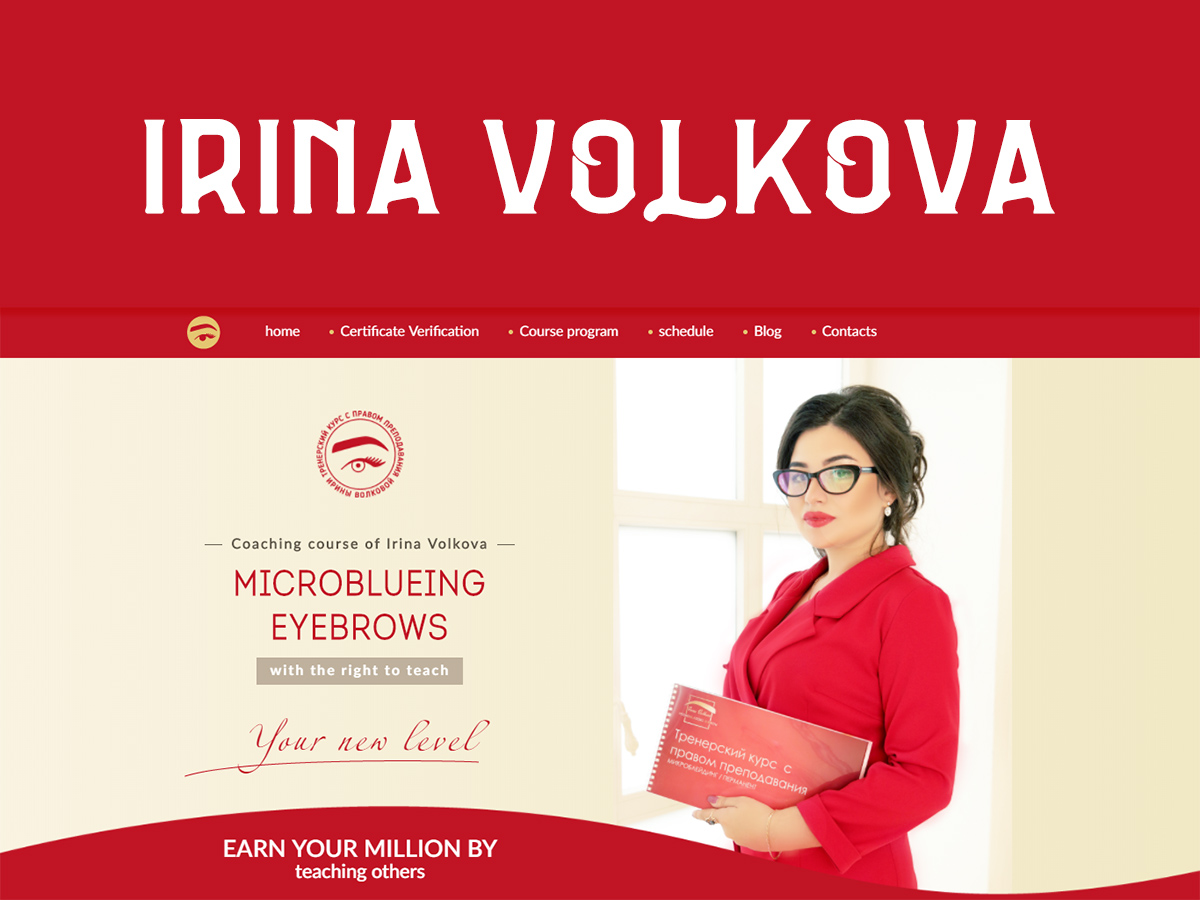 IRINA VOLKOVA
home
Certificate Verification
Course program
schedule
Blog
Contacts
ТРЕНЕРСКИЙ КУРС С ПРАВОМ ПРЕПОДАВАНИЯ
ИРИНЫ ВОЛКОВОЙ
Coaching course of Irina Volkova
MICROBLUEING
EYEBROWS
with the right to teach
Your new level
Тренерский курс с
правом преподавания
МИКРОБЛЕЙДИНГ / ПЕРМАНЕНТ
EARN YOUR MILLION BY
teaching others